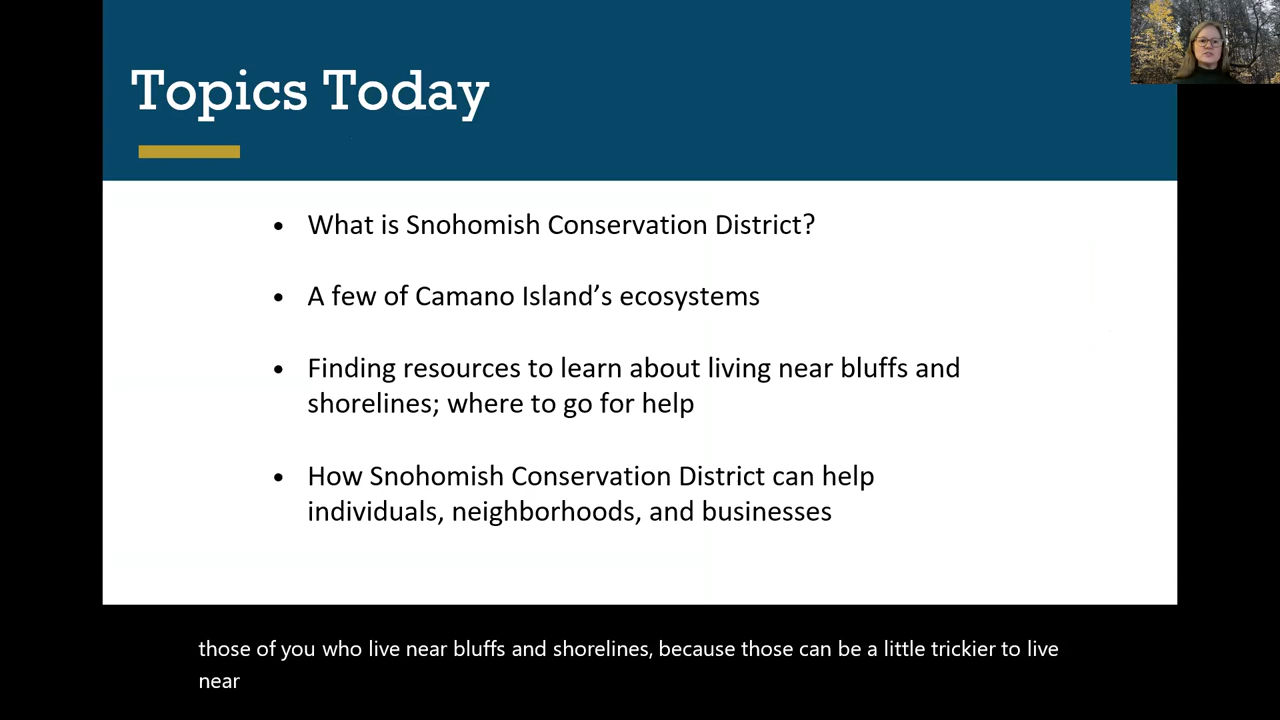 Topics Today
• What is Snohomish Conservation District?
• A few of Camano Island’s ecosystems
• Finding resources to learn about living near bluffs and
shorelines; where to go for help
• How Snohomish Conservation District can help
individuals, neighborhoods, and businesses
those of you who live near bluffs and shorelines, because those can be a little trickier to live
near